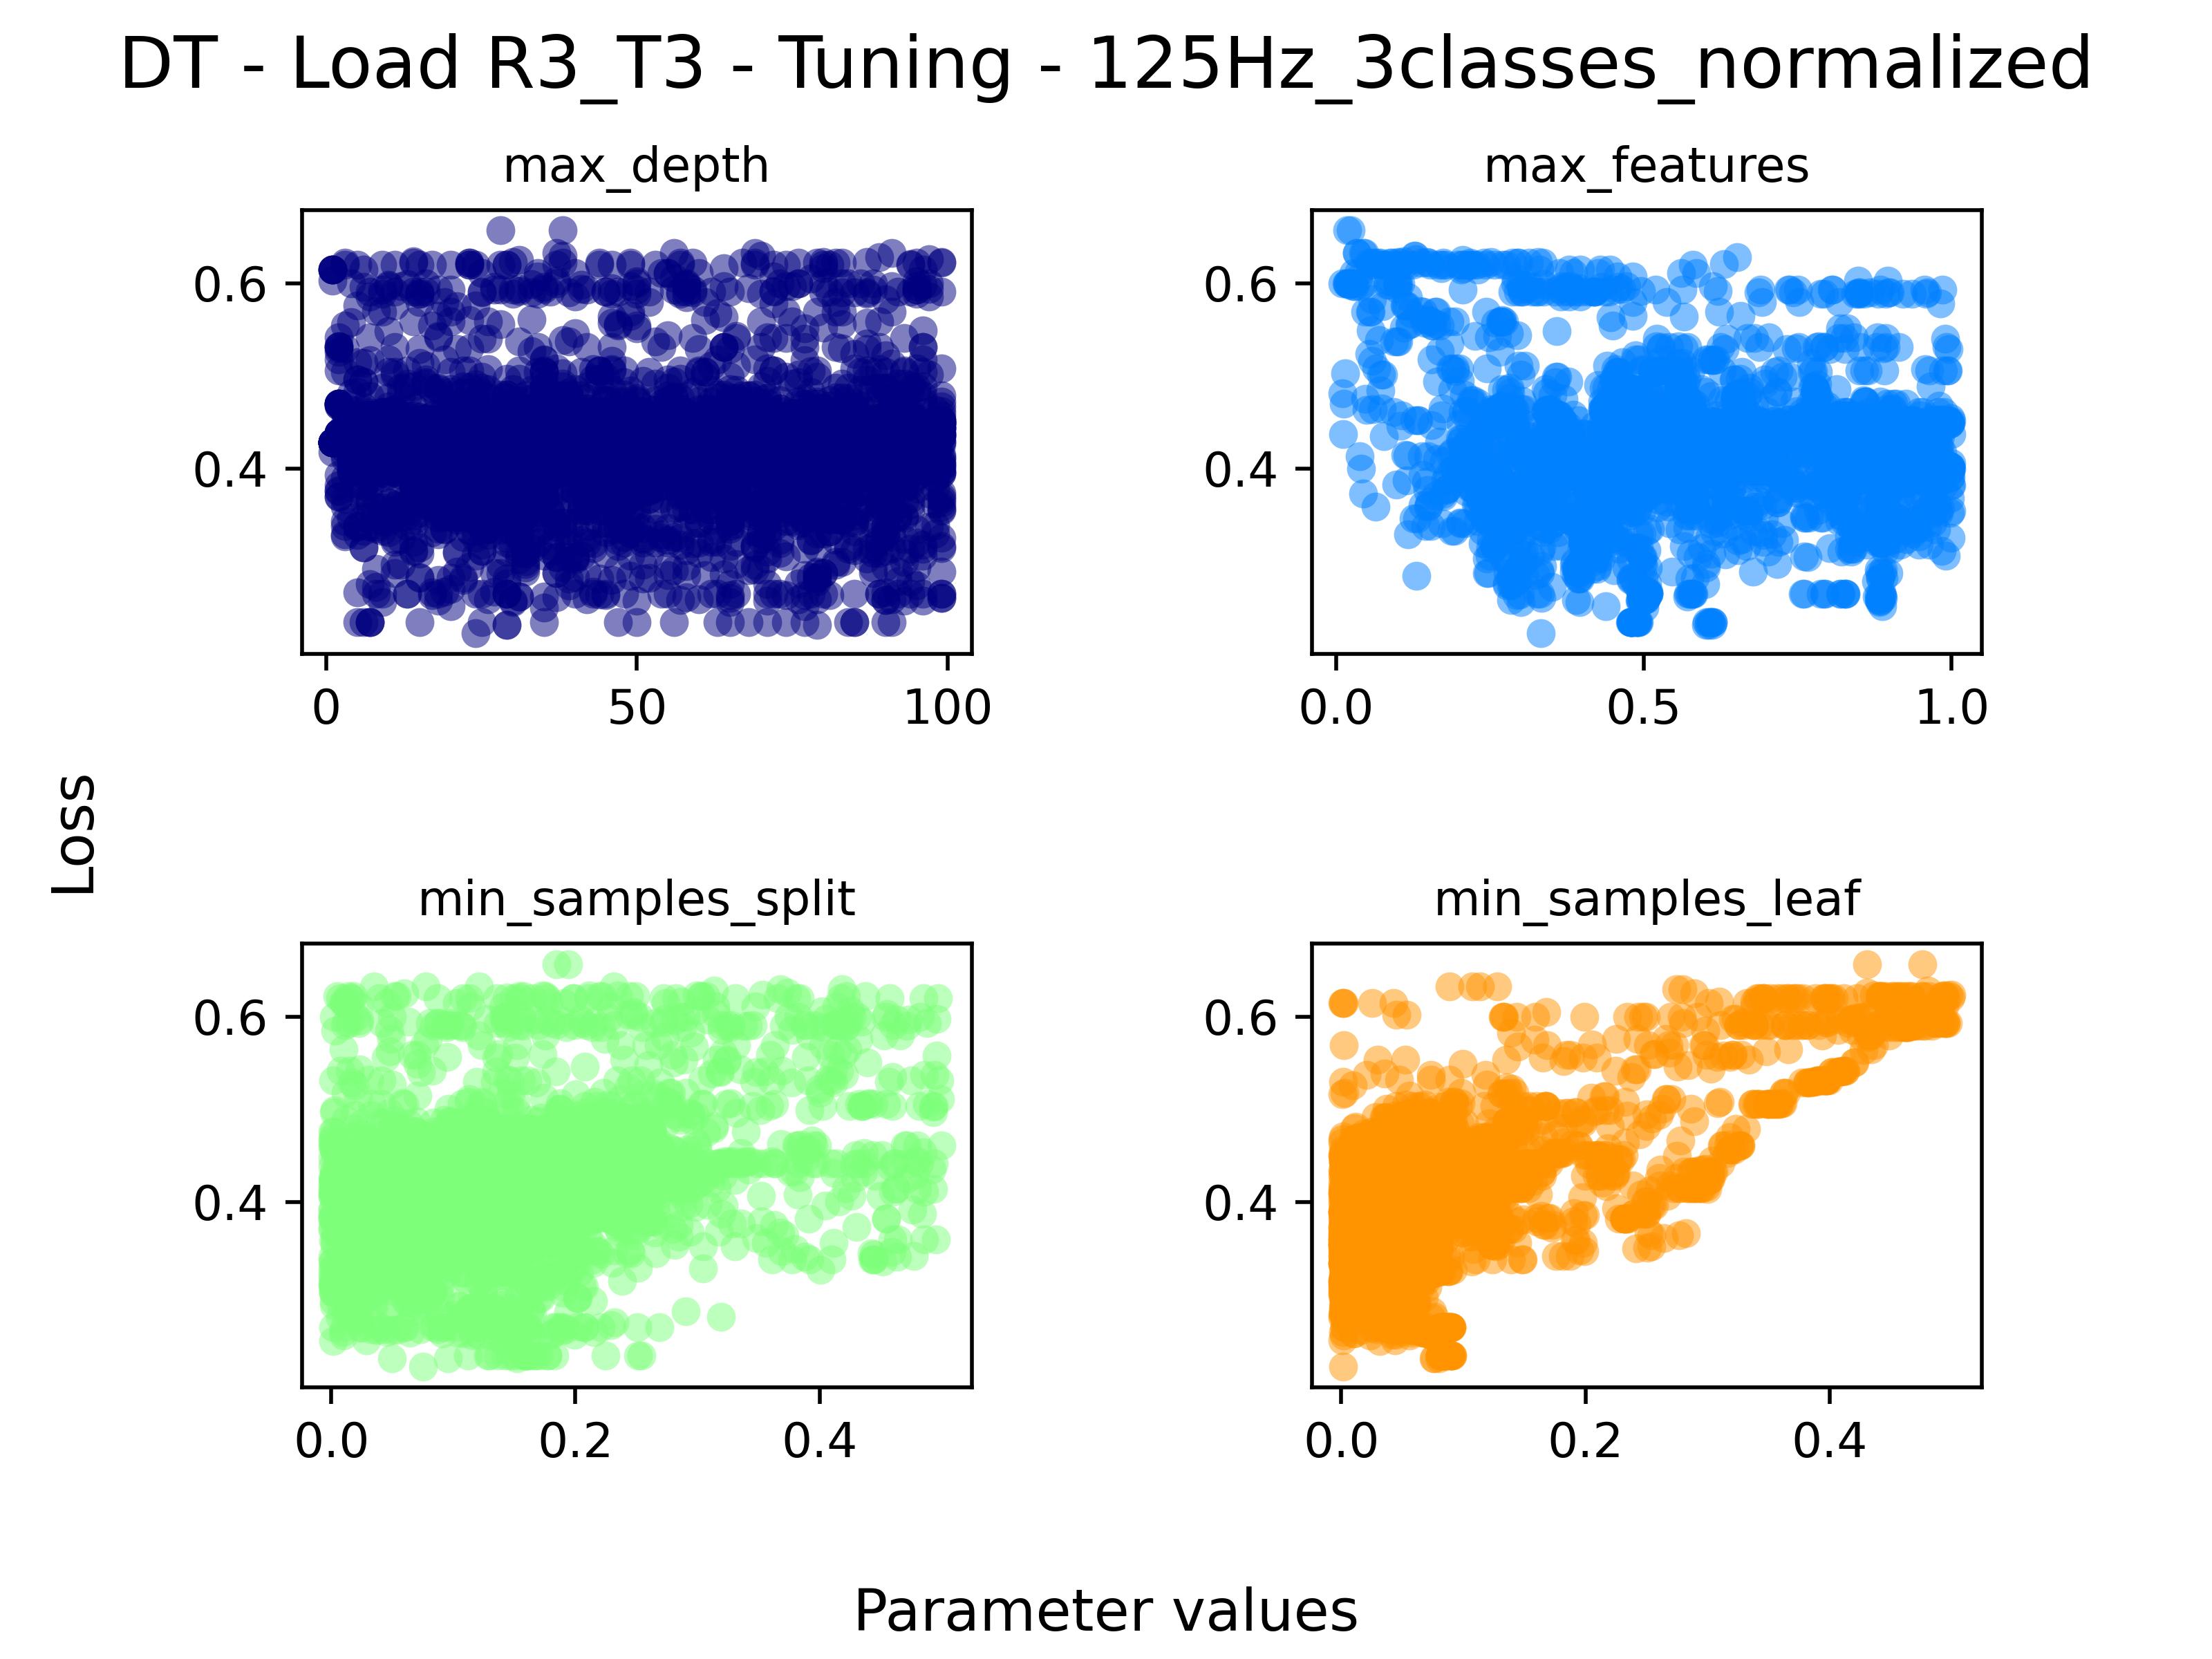 DT - Load R3_T3 - Tuning - 125Hz_3classes_normalized
max_depth
max_features
0.6
0.4
0 50 100
0.6
0.4
0.0 0.5 1.0
Loss
min_samples_split
min_samples_leaf
0.6
0.4
0.0 0.2 0.4
0.6
0.4
0.0 0.2 0.4
Parameter values